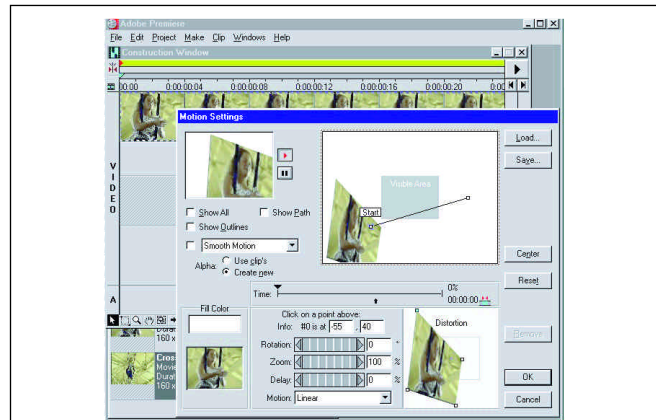 Adobe Premiere
File Edit Project Make Clip Windows Help
Construction Window
00:00 0:00:00:04 0:00:00:08 0:00:00:12 0:00:00:16 0:00:00:20 0:00
VIDEO
A
Motion Settings
Load...
Save...
Visible Area
Start
Show All Show Path
Show Outlines
Smooth Motion
Alpha: Use clip's
Create new
Center
Reset
Time: 0%
00:00:00
Fill Color
Click on a point above:
Info: #0 is at -55 , 40
Distortion
Rotation: 0 °
Zoom: 100 %
Delay: 0 %
Motion: Linear
Remove
OK
Cancel
160 x
Cros
Movie
Durat
160 x